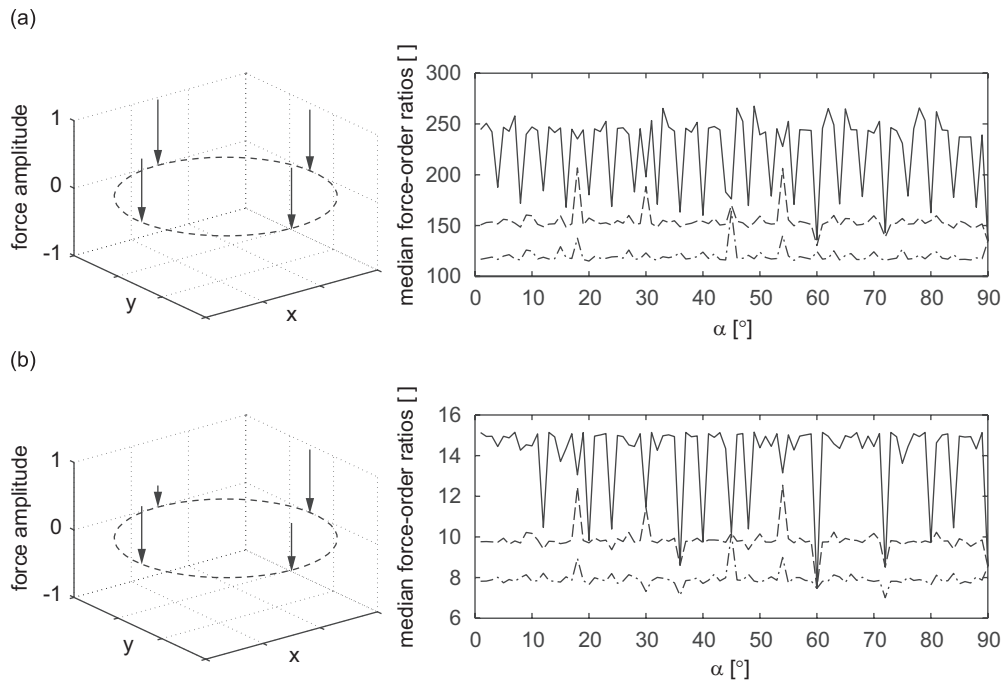 (a)
force amplitude
1
0
-1
y
x
median force-order ratios [ ]
300
250
200
150
100
0 10 20 30 40 50 60 70 80 90
α [°]
(b)
force amplitude
1
0
-1
y
x
median force-order ratios [ ]
16
14
12
10
8
6
0 10 20 30 40 50 60 70 80 90
α [°]